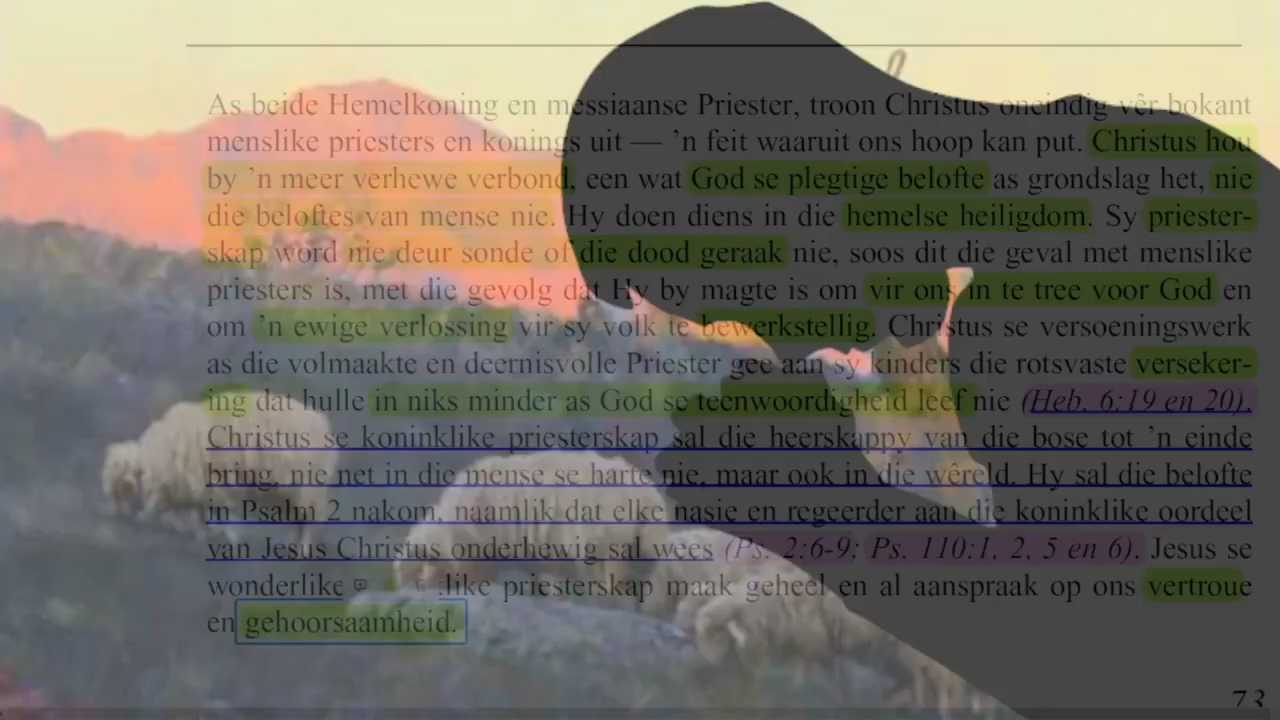 As beide Hemelkoning en messiaanse Priester, troon Christus oneindig vêr bokant
menslike priesters en konings uit — ’n feit waaruit ons hoop kan put. Christus hou
by ’n meer verhewe verbond, een wat God se plegtige belofte as grondslag het, nie
die beloftes van mense nie. Hy doen diens in die hemelse heiligdom. Sy priester-
skap word nie deur sonde of die dood geraak nie, soos dit die geval met menslike
priesters is, met die gevolg dat Hy by magte is om vir ons in te tree voor God en
om ’n ewige verlossing vir sy volk te bewerkstellig. Christus se versoeningswerk
as die volmaakte en deernisvolle Priester gee aan sy kinders die rotsvaste verseker-
ing dat hulle in niks minder as God se teenwoordigheid leef nie (Heb. 6:19 en 20).
Christus se koninklike priesterskap sal die heerskappy van die bose tot ’n einde
bring, nie net in die mense se harte nie, maar ook in die wêreld. Hy sal die belofte
in Psalm 2 nakom, naamlik dat elke nasie en regeerder aan die koninklike oordeel
van Jesus Christus onderhewig sal wees (Ps. 2:6-9; Ps. 110:1, 2, 5 en 6). Jesus se
wonderlike like priesterskap maak geheel en al aanspraak op ons vertroue
en gehoorsaamheid.
73